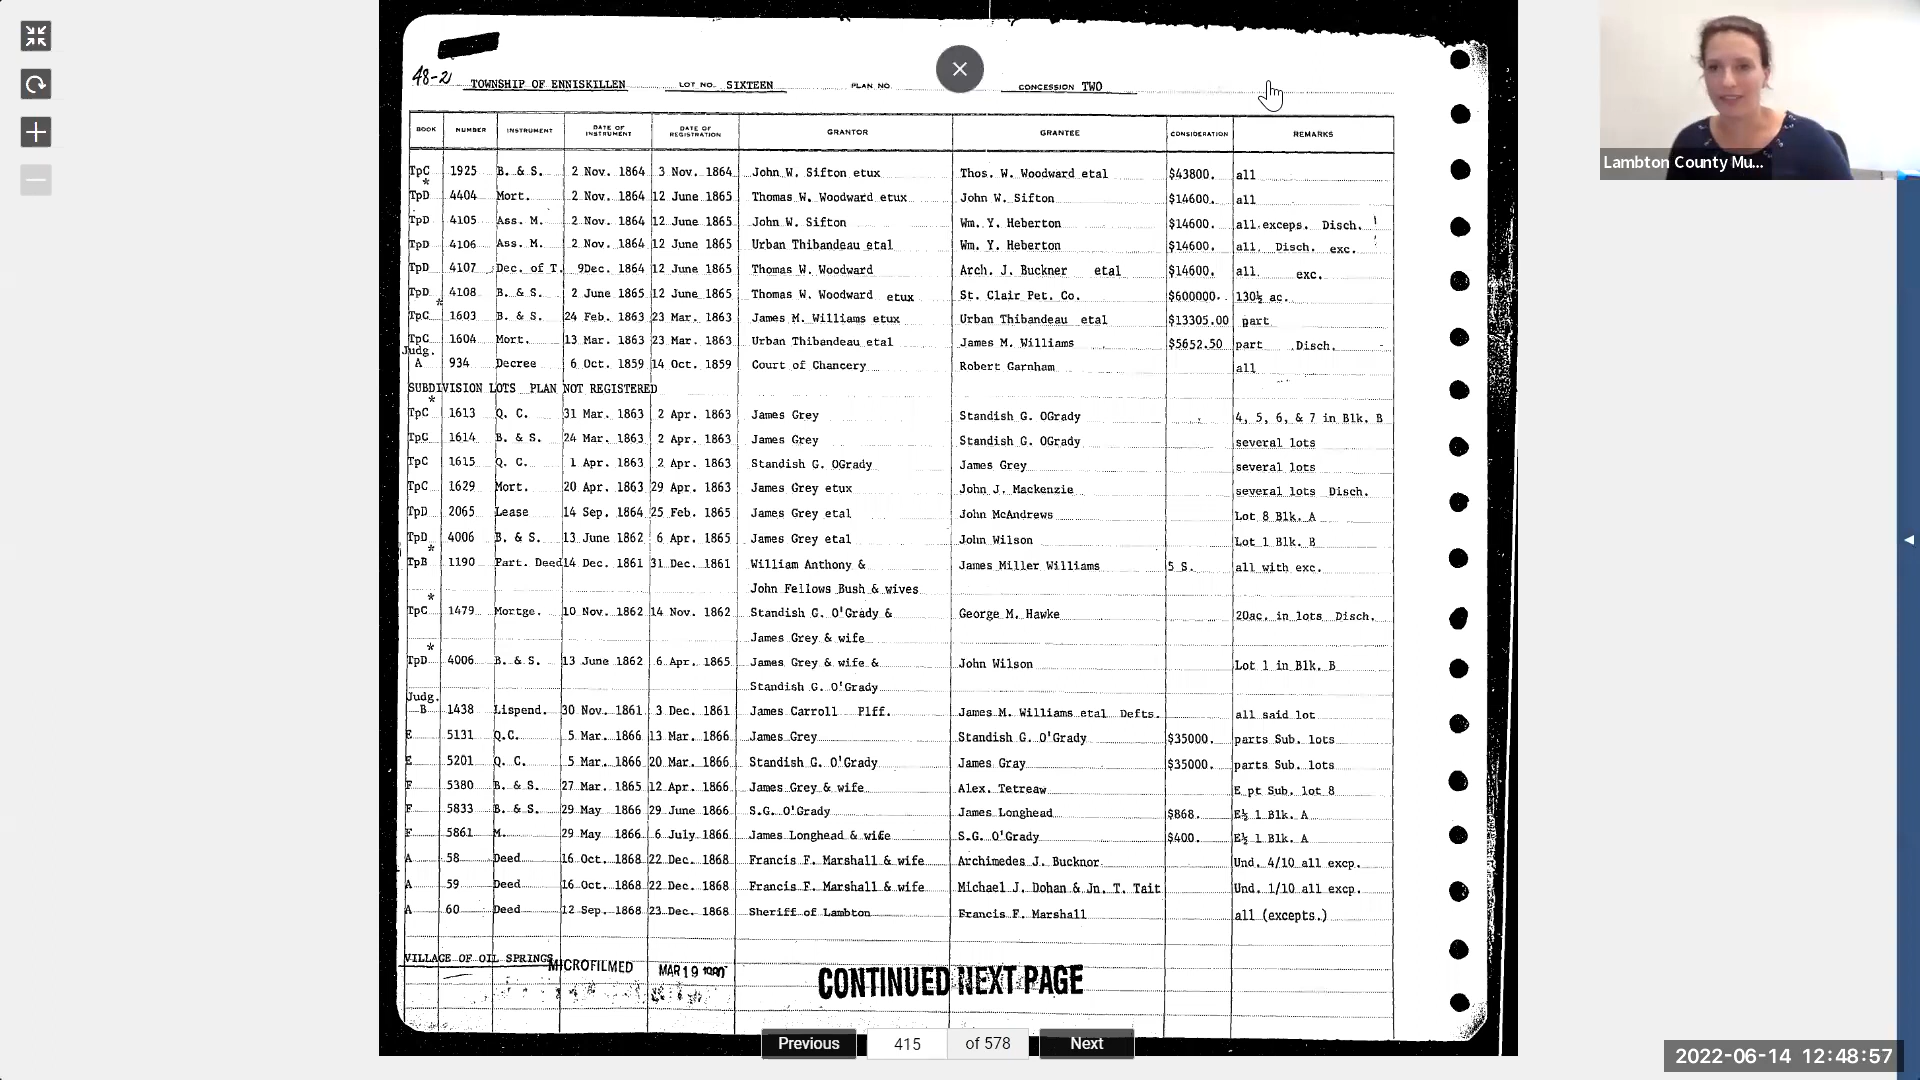 48-2 TOWNSHIP OF ENNISKILLEN LOT NO. SIXTEEN PLAN NO. CONCESSION TWO
BOOK NUMBER INSTRUMENT DATE OF INSTRUMENT DATE OF REGISTRATION GRANTOR GRANTEE CONSIDERATION REMARKS
TpC 1925 B. & S. 2 Nov. 1864 3 Nov. 1864 John W. Sifton etux Thos. W. Woodward etal $43800. all
*
TpD 4404 Mort. 2 Nov. 1864 12 June 1865 Thomas W. Woodward etux John W. Sifton $14600. all
TpD 4105 Ass. M. 2 Nov. 1864 12 June 1865 John W. Sifton Wm. Y. Heberton $14600. all exceps. Disch.
TpD 4106 Ass. M. 2 Nov. 1864 12 June 1865 Urban Thibandeau etal Wm. Y. Heberton $14600. all. Disch. exc.
TpD 4107 Dec. of T. 9Dec. 1864 12 June 1865 Thomas W. Woodward Arch. J. Buckner etal $14600. all exc.
TpD 4108 B. & S. 2 June 1865 12 June 1865 Thomas W. Woodward etux St. Clair Pet. Co. $600000. 130½ ac.
*
TpC 1603 B. & S. 24 Feb. 1863 23 Mar. 1863 James M. Williams etux Urban Thibandeau etal $13305.00 part
TpC 1604 Mort. 13 Mar. 1863 23 Mar. 1863 Urban Thibandeau etal James M. Williams $5652.50 part Disch.
Judg.
A 934 Decree 6 Oct. 1859 14 Oct. 1859 Court of Chancery Robert Garnham all
SUBDIVISION LOTS PLAN NOT REGISTERED
*
TpC 1613 Q. C. 31 Mar. 1863 2 Apr. 1863 James Grey Standish G. OGrady 4, 5, 6, & 7 in Blk. B
TpC 1614 B. & S. 24 Mar. 1863 2 Apr. 1863 James Grey Standish G. OGrady several lots
TpC 1615 Q. C. 1 Apr. 1863 2 Apr. 1863 Standish G. OGrady James Grey several lots
TpC 1629 Mort. 20 Apr. 1863 29 Apr. 1863 James Grey etux John J. Mackenzie several lots Disch.
TpD 2065 Lease 14 Sep. 1864 25 Feb. 1865 James Grey etal John McAndrews Lot 8 Blk. A
TpD 4006 B. & S. 13 June 1862 6 Apr. 1865 James Grey etal John Wilson Lot 1 Blk. B
*
TpB 1190 Part. Deed 14 Dec. 1861 31 Dec. 1861 William Anthony & James Miller Williams 5 S. all with exc.
John Fellows Bush & wives
*
TpC 1479 Mortge. 10 Nov. 1862 14 Nov. 1862 Standish G. O'Grady & George M. Hawke 20ac. in lots Disch.
James Grey & wife
*
TpD 4006 B. & S. 13 June 1862 6 Apr. 1865 James Grey & wife & John Wilson Lot 1 in Blk. B
Standish G. O'Grady
Judg.
B 1438 Lispend. 30 Nov. 1861 3 Dec. 1861 James Carroll Plff. James M. Williams etal Defts. all said lot
E 5131 Q.C. 5 Mar. 1866 13 Mar. 1866 James Grey Standish G. O'Grady $35000. parts Sub. lots
E 5201 Q. C. 5 Mar. 1866 20 Mar. 1866 Standish G. O'Grady James Gray $35000. parts Sub. lots
F 5380 B. & S. 27 Mar. 1865 12 Apr. 1866 James Grey & wife Alex. Tetreaw E pt Sub. lot 8
F 5833 B. & S. 29 May 1866 29 June 1866 S.G. O'Grady James Longhead $868. E½ 1 Blk. A
F 5861 M. 29 May 1866 6 July 1866 James Longhead & wife S.G. O'Grady $400. E½ 1 Blk. A
A 58 Deed 16 Oct. 1868 22 Dec. 1868 Francis F. Marshall & wife Archimedes J. Bucknor Und. 4/10 all excp.
A 59 Deed 16 Oct. 1868 22 Dec. 1868 Francis F. Marshall & wife Michael J. Dohan & Jn. T. Tait Und. 1/10 all excp.
A 60 Deed 12 Sep. 1868 23 Dec. 1868 Sheriff of Lambton Francis F. Marshall all (excepts.)
VILLAGE OF OIL SPRINGS
MICROFILMED MAR 19
CONTINUED NEXT PAGE
Previous 415 of 578 Next
Lambton County Mu...
2022-06-14 12:48:57